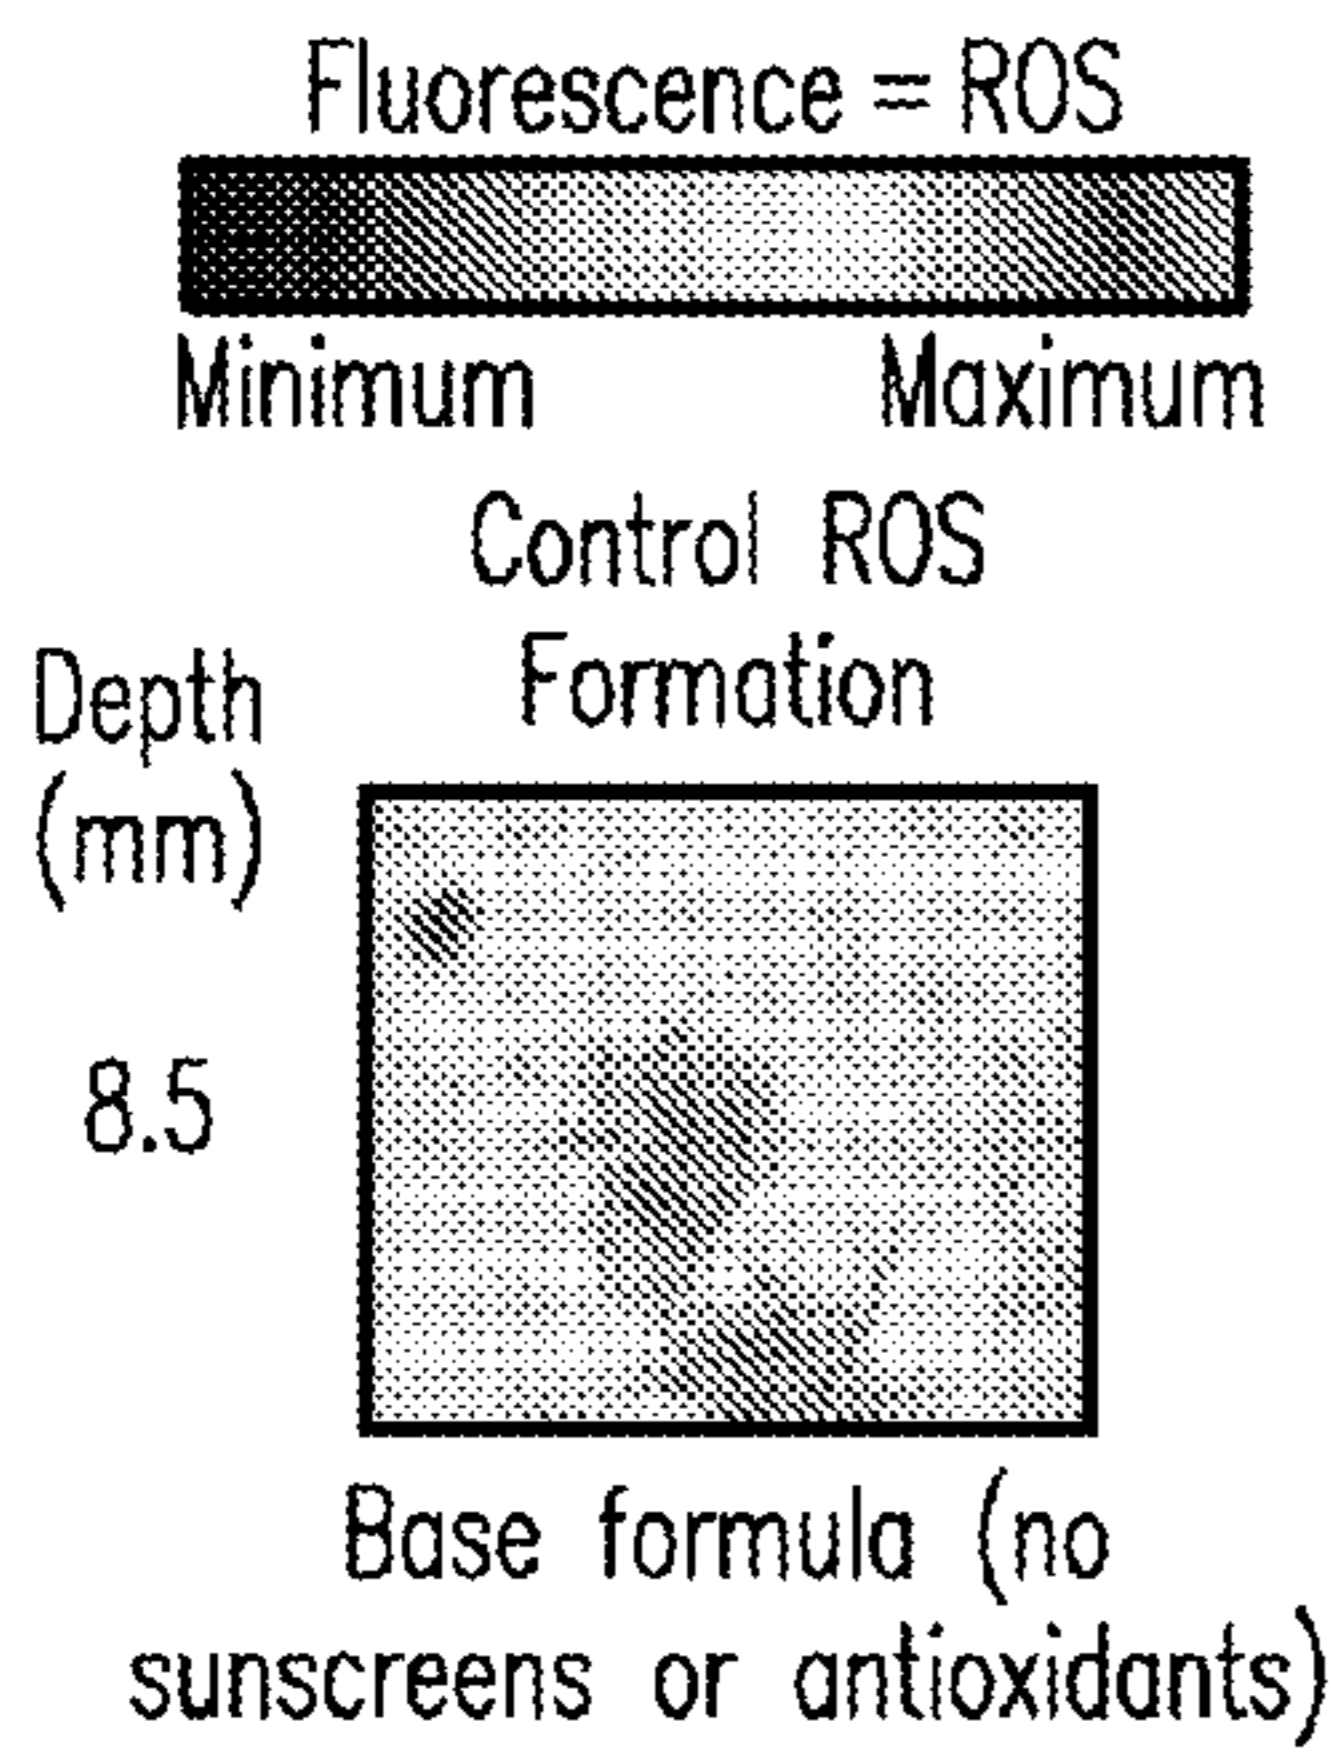 Fluorescence = ROS
Minimum Maximum
Control ROS
Formation
Depth
(mm)
8.5
Base formula (no
sunscreens or antioxidants)